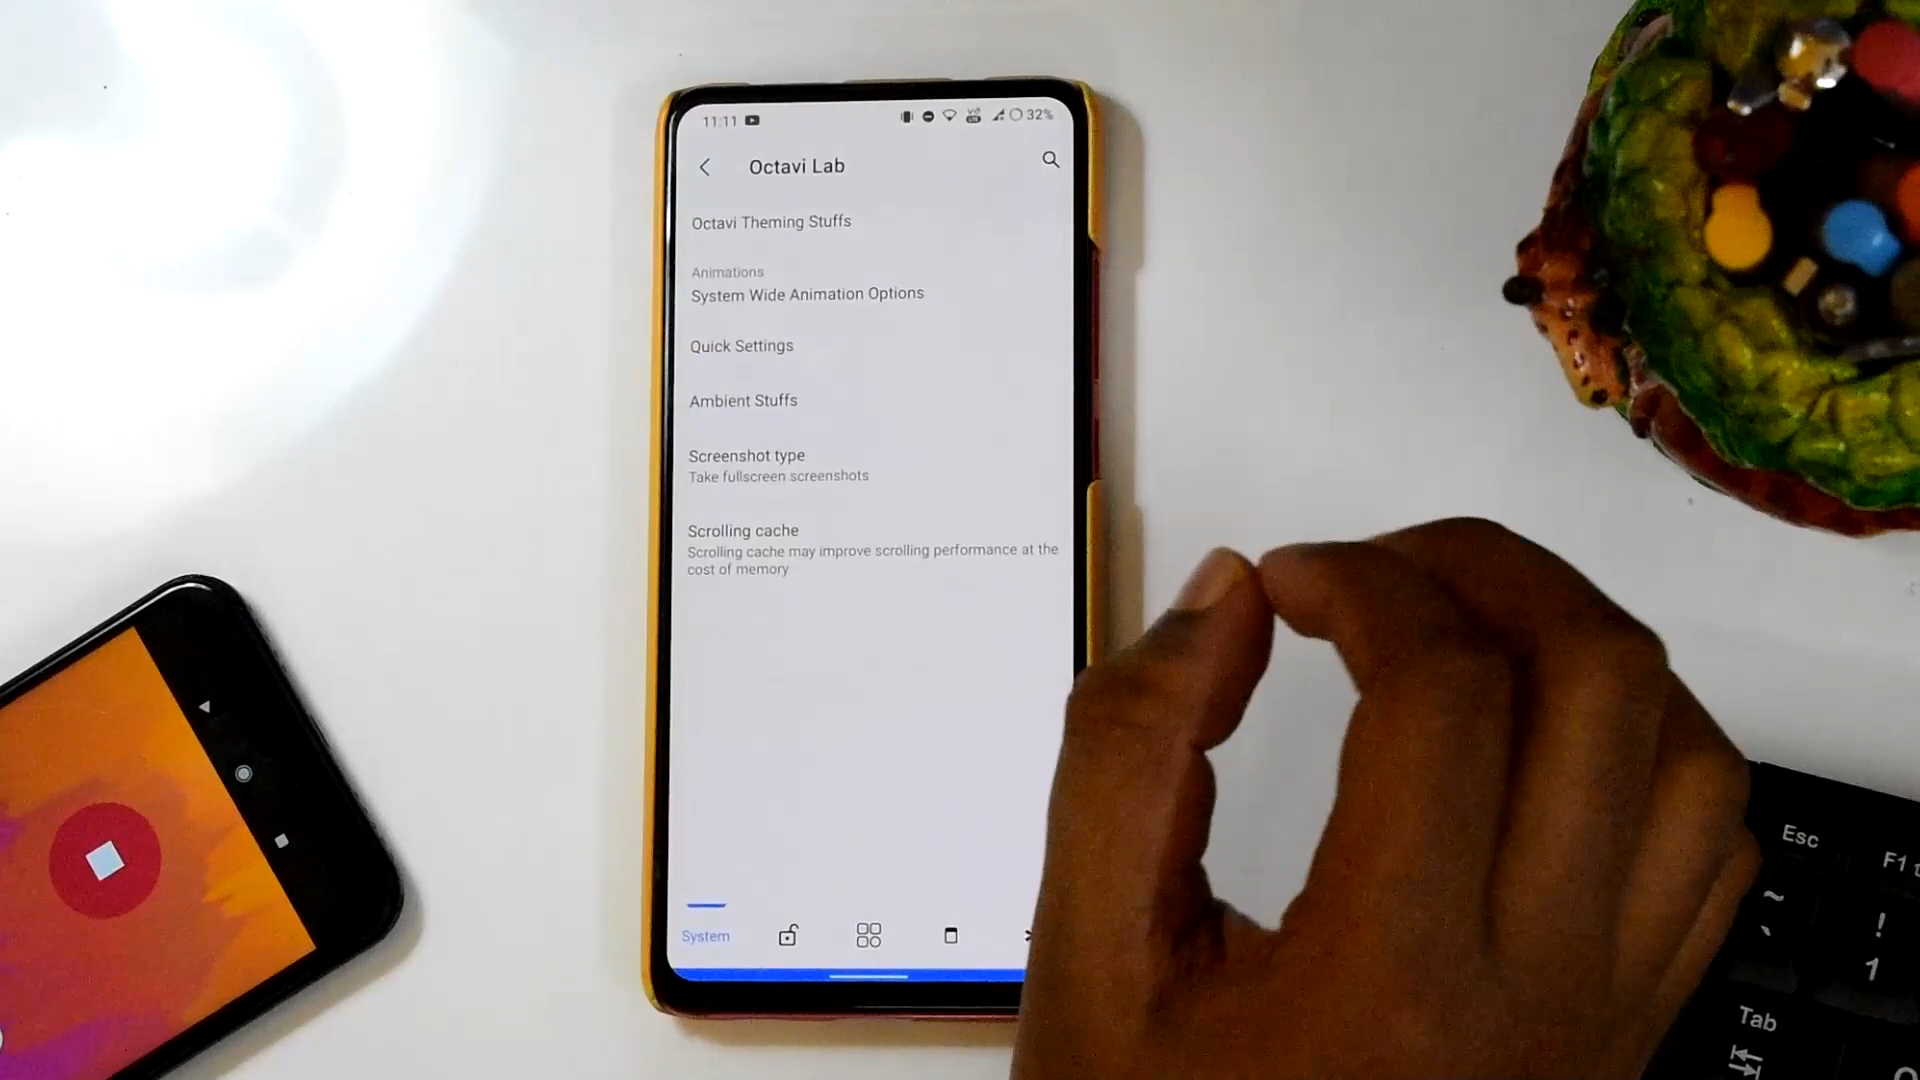 11:11
32%
Octavi Lab
Octavi Theming Stuffs
Animations
System Wide Animation Options
Quick Settings
Ambient Stuffs
Screenshot type
Take fullscreen screenshots
Scrolling cache
Scrolling cache may improve scrolling performance at the
cost of memory
System
Esc
F1
~
`
!
1
Tab